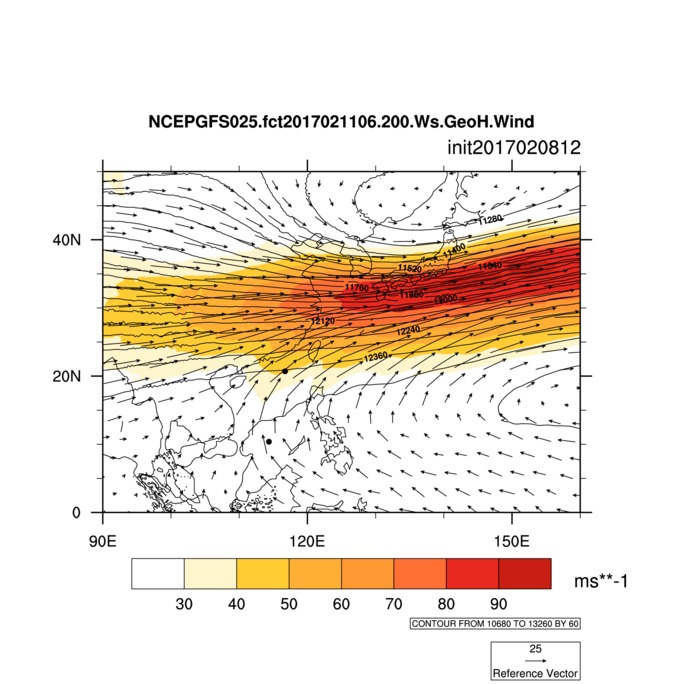 NCEPGFS025.fct2017021106.200.Ws.GeoH.Wind
init2017020812
40N
20N
0
90E 120E 150E
11280
11400
11520
11640
11760
11880
12000
12120
12240
12360
30 40 50 60 70 80 90
ms**-1
CONTOUR FROM 10680 TO 13260 BY 60
25
Reference Vector